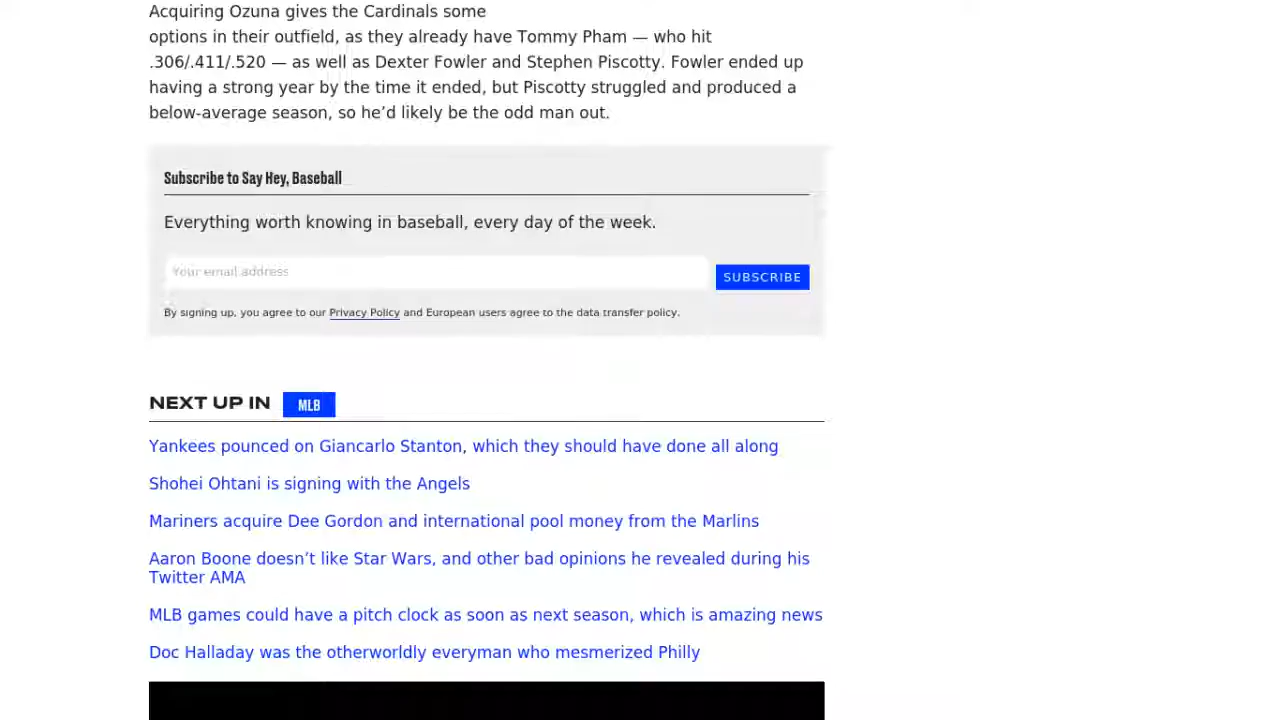 Acquiring Ozuna gives the Cardinals some
options in their outfield, as they already have Tommy Pham — who hit
.306/.411/.520 — as well as Dexter Fowler and Stephen Piscotty. Fowler ended up
having a strong year by the time it ended, but Piscotty struggled and produced a
below-average season, so he’d likely be the odd man out.
Subscribe to Say Hey, Baseball
Everything worth knowing in baseball, every day of the week.
Your email address
SUBSCRIBE
By signing up, you agree to our Privacy Policy and European users agree to the data transfer policy.
NEXT UP IN MLB
Yankees pounced on Giancarlo Stanton, which they should have done all along
Shohei Ohtani is signing with the Angels
Mariners acquire Dee Gordon and international pool money from the Marlins
Aaron Boone doesn’t like Star Wars, and other bad opinions he revealed during his
Twitter AMA
MLB games could have a pitch clock as soon as next season, which is amazing news
Doc Halladay was the otherworldly everyman who mesmerized Philly